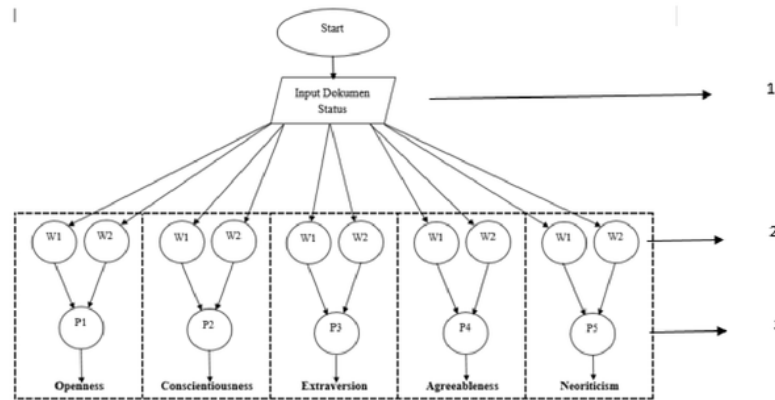 Start
Input Dokumen
Status
1
W1 W2 W1 W2 W1 W2 W1 W2 W1 W2
2
P1 P2 P3 P4 P5
Openness Conscientiousness Extraversion Agreeableness Neoriticism